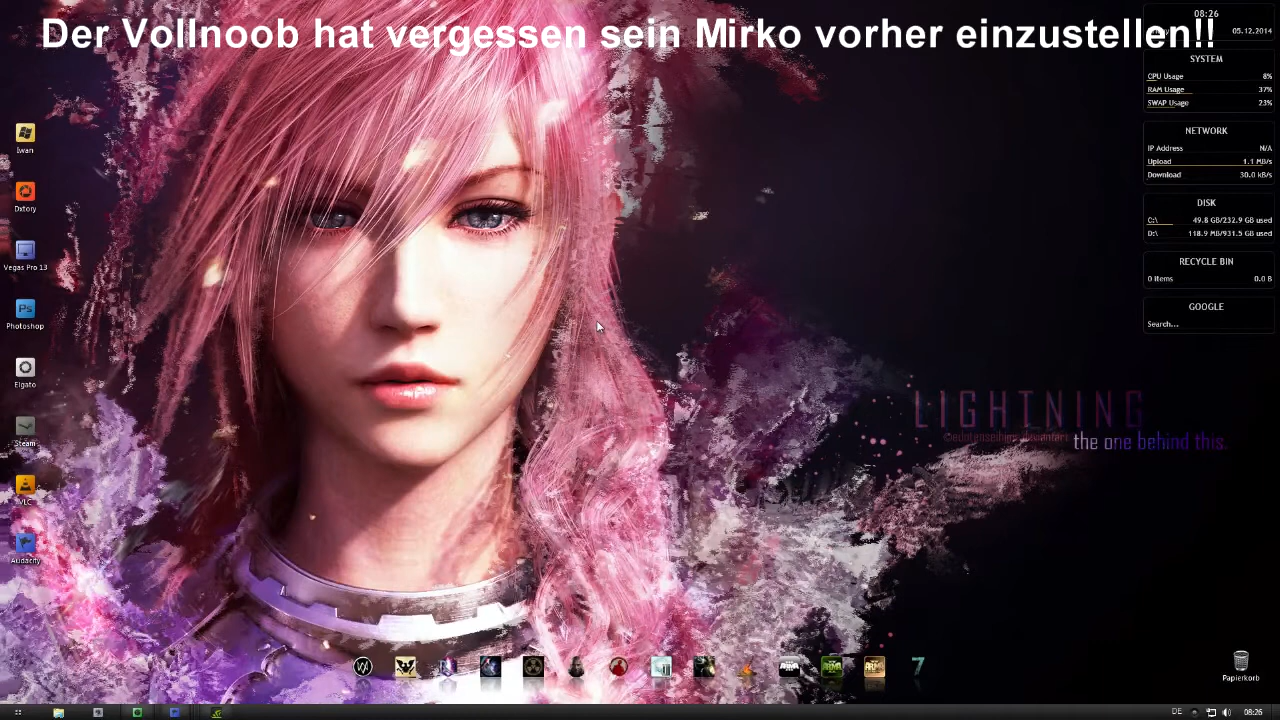 Der Vollnoob hat vergessen sein Mirko vorher einzustellen!!
08:26
05.12.2014
SYSTEM
CPU Usage 8%
RAM Usage 37%
SWAP Usage 23%
NETWORK
IP Address N/A
Upload 1.1 MB/s
Download 30.0 kB/s
DISK
C:\ 49.8 GB/232.9 GB used
D:\ 118.9 MB/931.5 GB used
RECYCLE BIN
0 Items 0.0 B
GOOGLE
Search...
Iwan
Dxtory
Vegas Pro 13
Photoshop
Elgato
Steam
VLC
Audacity
LIGHTNING
the one behind this.
7
Papierkorb
DE
08:26